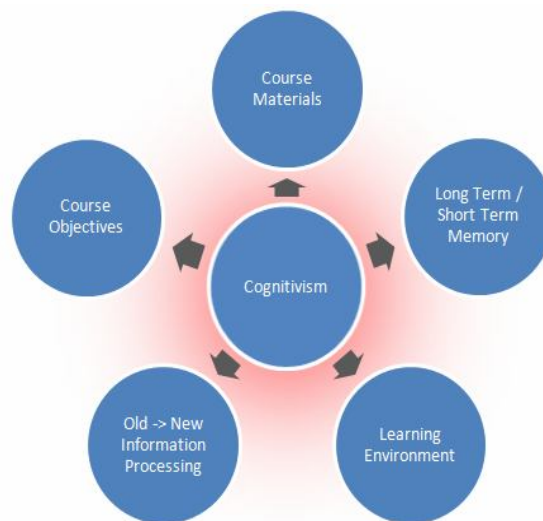 Course
Materials
Course
Objectives
Long Term /
Short Term
Memory
Cognitivism
Old -> New
Information
Processing
Learning
Environment